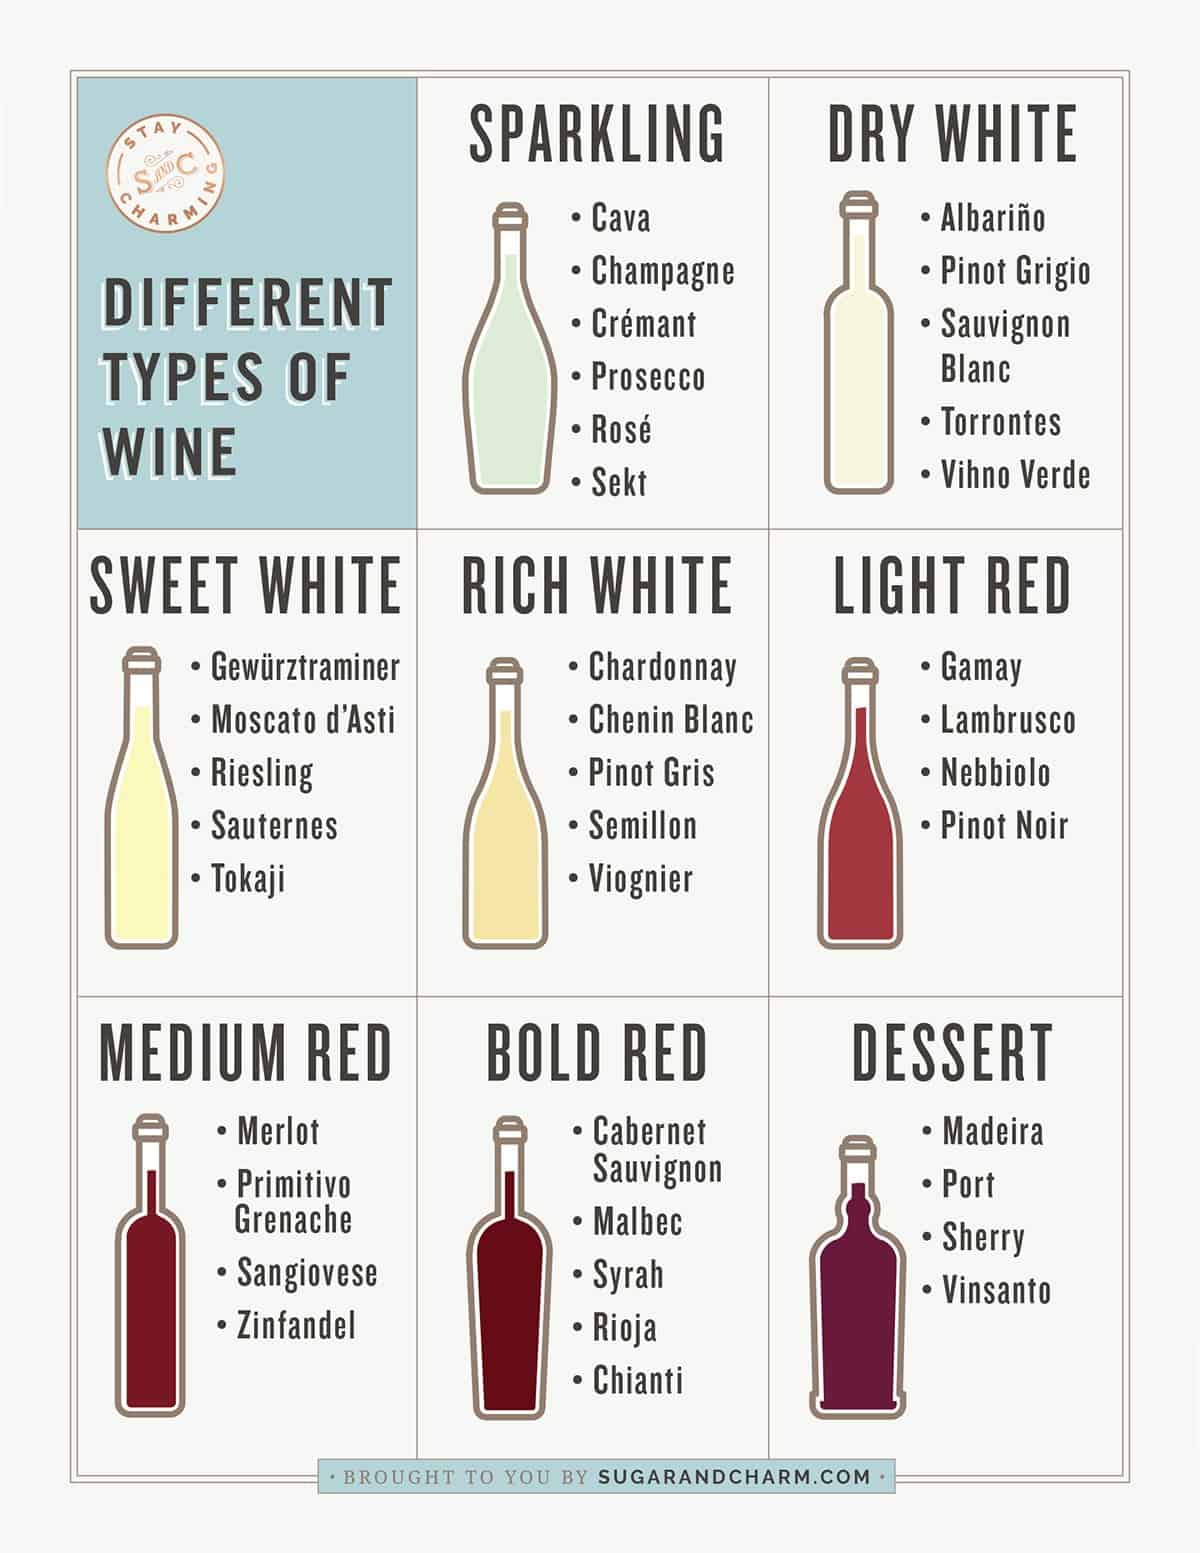 STAY
S AND C
CHARMING
DIFFERENT
TYPES OF
WINE
SPARKLING
• Cava
• Champagne
• Crémant
• Prosecco
• Rosé
• Sekt
DRY WHITE
• Albariño
• Pinot Grigio
• Sauvignon
Blanc
• Torrontes
• Vihno Verde
SWEET WHITE
• Gewürztraminer
• Moscato d’Asti
• Riesling
• Sauternes
• Tokaji
RICH WHITE
• Chardonnay
• Chenin Blanc
• Pinot Gris
• Semillon
• Viognier
LIGHT RED
• Gamay
• Lambrusco
• Nebbiolo
• Pinot Noir
MEDIUM RED
• Merlot
• Primitivo
Grenache
• Sangiovese
• Zinfandel
BOLD RED
• Cabernet
Sauvignon
• Malbec
• Syrah
• Rioja
• Chianti
DESSERT
• Madeira
• Port
• Sherry
• Vinsanto
• BROUGHT TO YOU BY SUGARANDCHARM.COM •